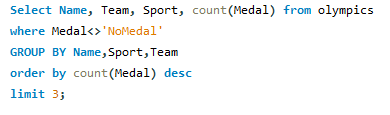 Select Name, Team, Sport, count(Medal) from olympics
where Medal<>'NoMedal'
GROUP BY Name,Sport,Team
order by count(Medal) desc
limit 3;